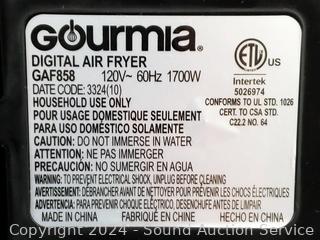 Gourmia®
DIGITAL AIR FRYER
GAF858 120V~ 60Hz 1700W
DATE CODE: 3324(10)
HOUSEHOLD USE ONLY
POUR USAGE DOMESTIQUE SEULEMENT
PARA USO DOMÉSTICO SOLAMENTE
CAUTION: DO NOT IMMERSE IN WATER
ATTENTION: NE PAS IMMERGER
PRECAUCIÓN: NO SUMERGIR EN AGUA
WARNING: TO PREVENT ELECTRICAL SHOCK, UNPLUG BEFORE CLEANING
AVERTISSEMENT: DÉBRANCHER AVANT DE NETTOYER POUR PRÉVENIR LES CHOCS ÉLECTRIQUES
ADVERTENCIA: PARA EVITAR CHOQUE ELÉCTRICO, DESENCHUFE ANTES DE LIMPIAR
MADE IN CHINA FABRIQUÉ EN CHINE HECHO EN CHINA
ETL US
Intertek
5026974
CONFORMS TO UL STD. 1026
CERT. TO CSA STD.
C22.2 NO. 64
Copyright 2024 - Sound Auction Service